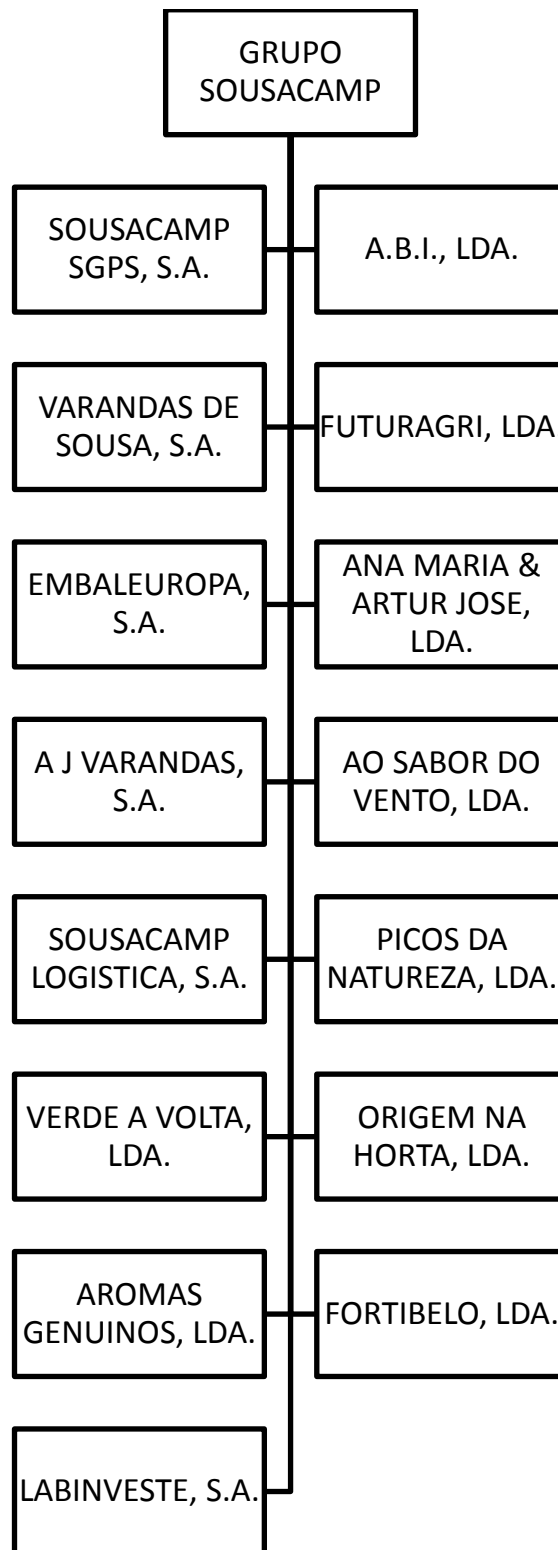 GRUPO
SOUSACAMP
SOUSACAMP
SGPS, S.A.
A.B.I., LDA.
VARANDAS DE
SOUSA, S.A.
FUTURAGRI, LDA
EMBALEUROPA,
S.A.
ANA MARIA &
ARTUR JOSE,
LDA.
A J VARANDAS,
S.A.
AO SABOR DO
VENTO, LDA.
SOUSACAMP
LOGISTICA, S.A.
PICOS DA
NATUREZA, LDA.
VERDE A VOLTA,
LDA.
ORIGEM NA
HORTA, LDA.
AROMAS
GENUINOS, LDA.
FORTIBELO, LDA.
LABINVESTE, S.A.